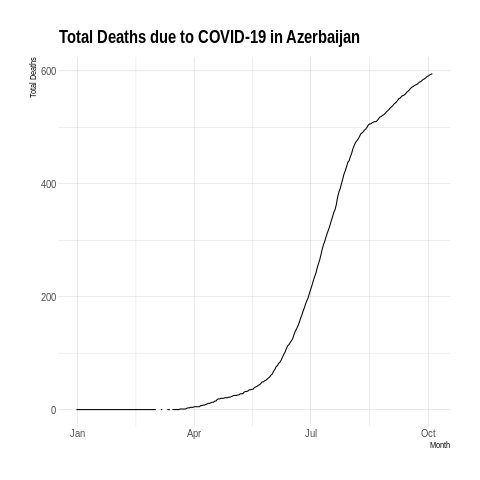 Total Deaths due to COVID-19 in Azerbaijan
Total Deaths
600
400
200
0
Jan Apr Jul Oct
Month